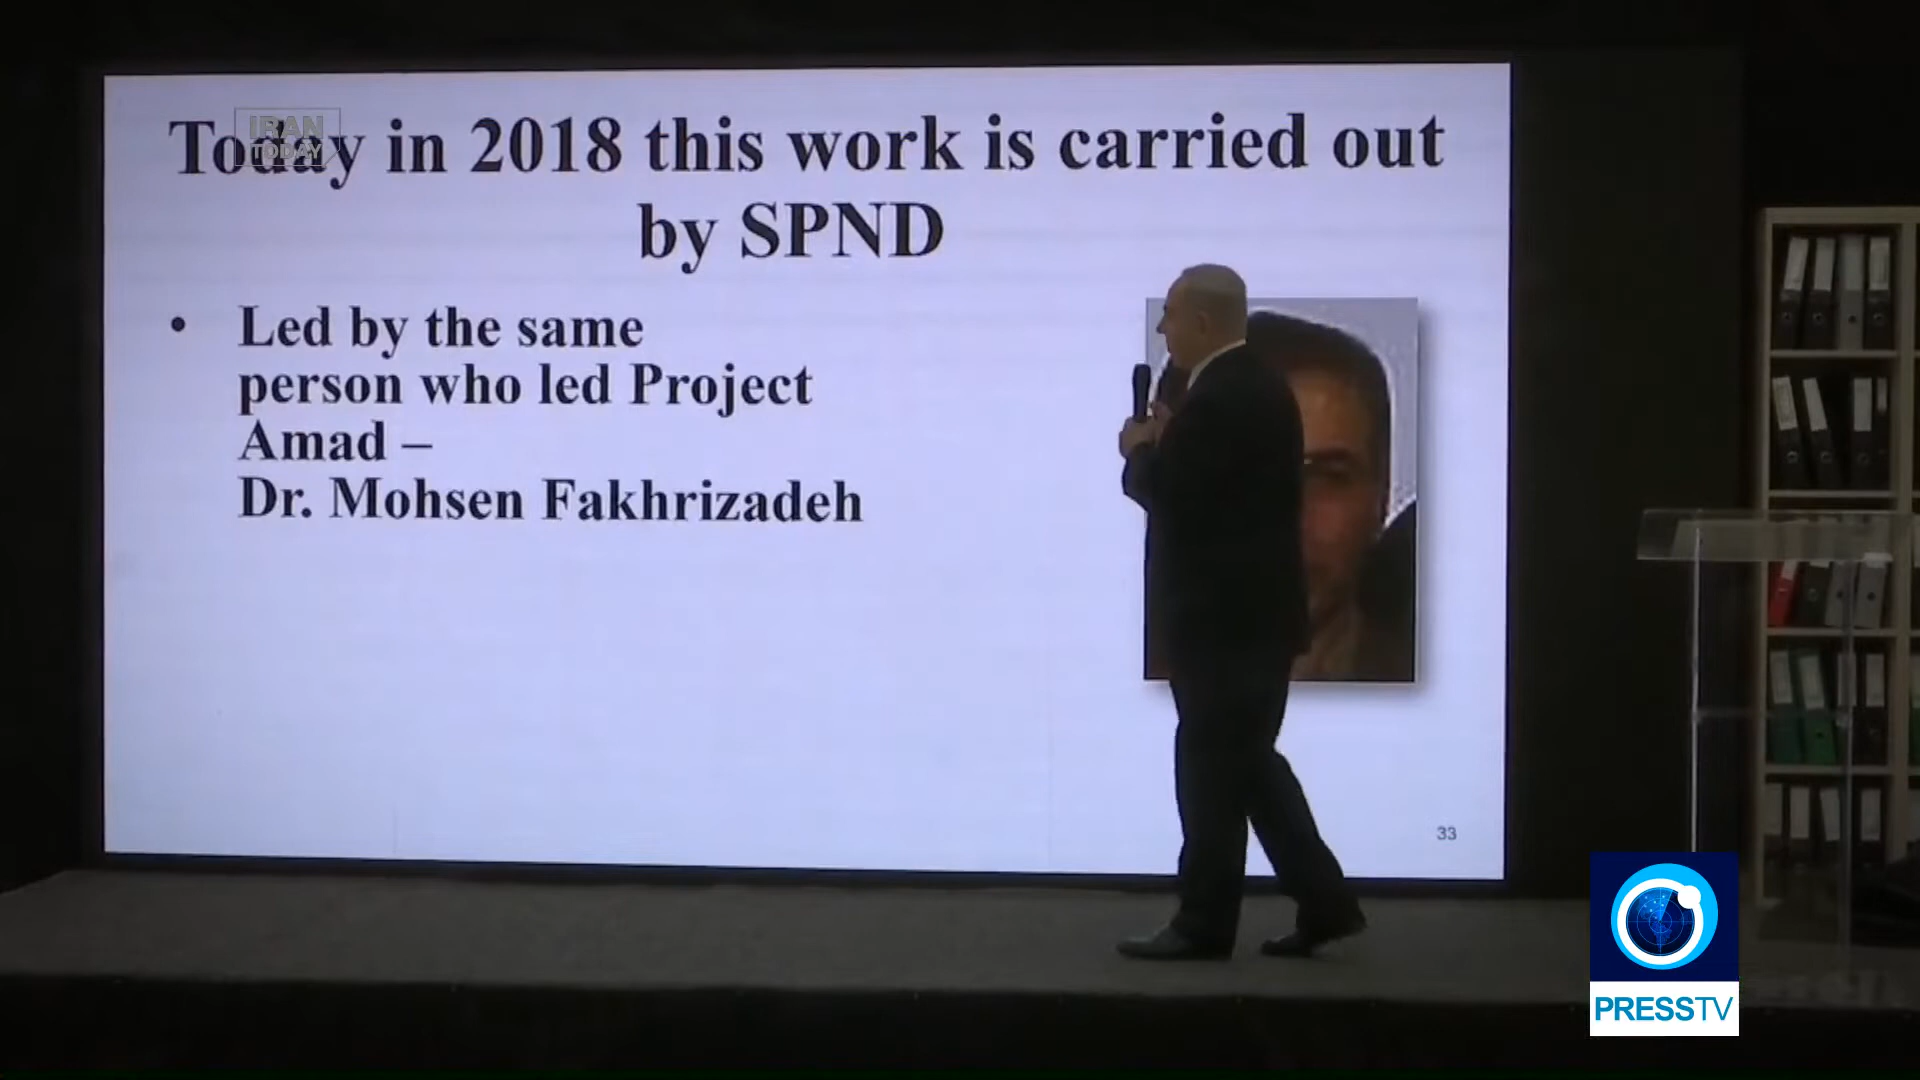 IRAN
TODAY
Today in 2018 this work is carried out
by SPND
• Led by the same
person who led Project
Amad –
Dr. Mohsen Fakhrizadeh
33
PRESSTV